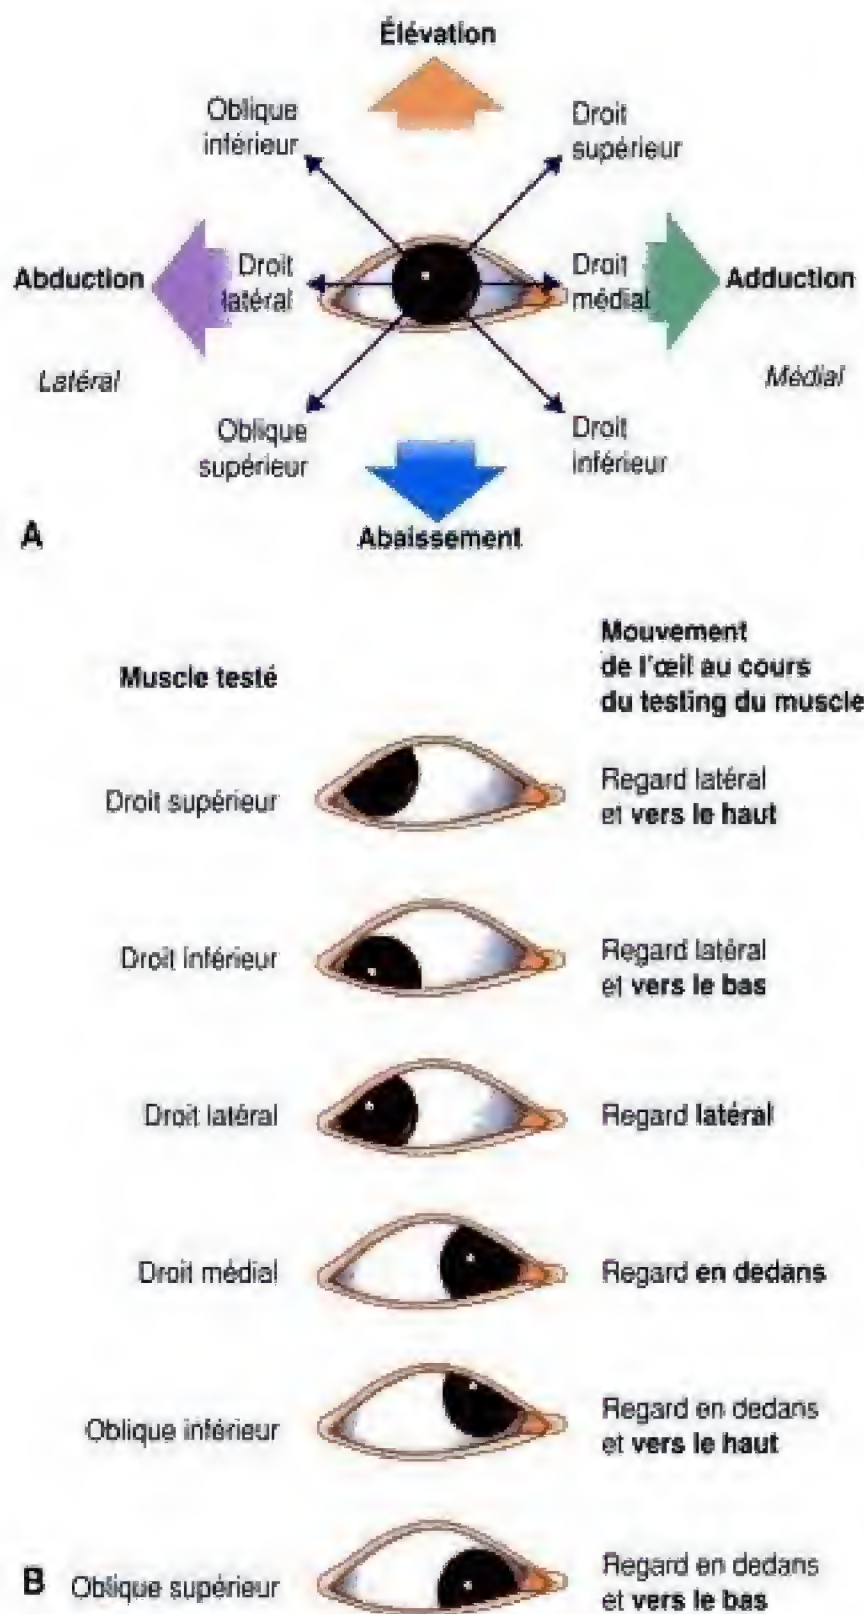 Élévation
Oblique
inférieur
Droit
supérieur
Abduction
Droit
latéral
Droit
médial
Adduction
Latéral
Médial
Oblique
supérieur
Droit
inférieur
A
Abaissement
Muscle testé
Mouvement
de l'œil au cours
du testing du muscle
Droit supérieur
Regard latéral
et vers le haut
Droit inférieur
Regard latéral
et vers le bas
Droit latéral
Regard latéral
Droit médial
Regard en dedans
Oblique inférieur
Regard en dedans
et vers le haut
B
Oblique supérieur
Regard en dedans
et vers le bas